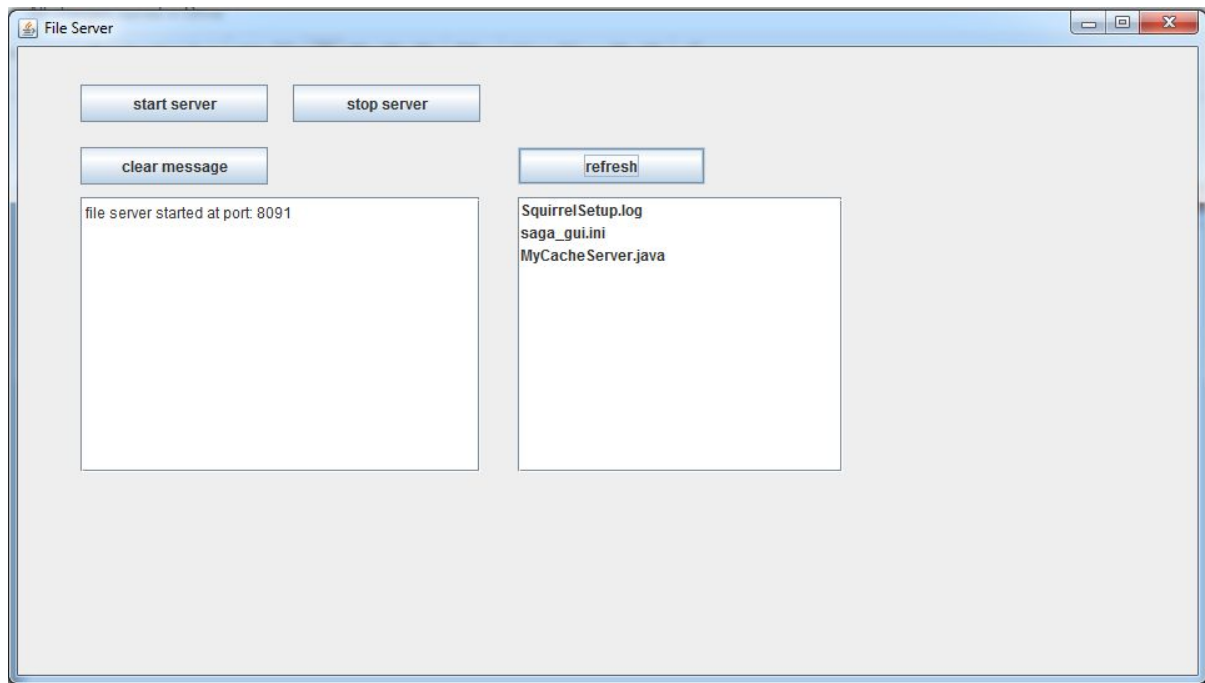 File Server
start server
stop server
clear message
refresh
file server started at port: 8091
SquirrelSetup.log
saga_gui.ini
MyCacheServer.java